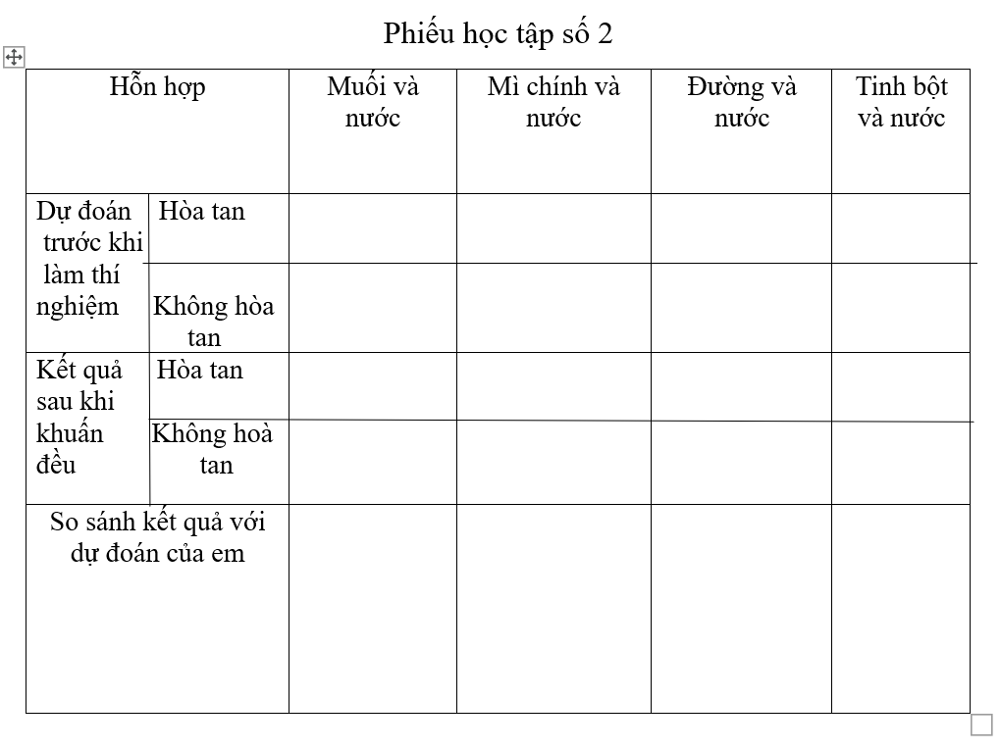 Phiếu học tập số 2
Hỗn hợp
Muối và
nước
Mì chính và
nước
Đường và
nước
Tinh bột
và nước
Dự đoán
trước khi
làm thí
nghiệm
Hòa tan
Không hòa
tan
Kết quả
sau khi
khuấn
đều
Hòa tan
Không hoà
tan
So sánh kết quả với
dự đoán của em